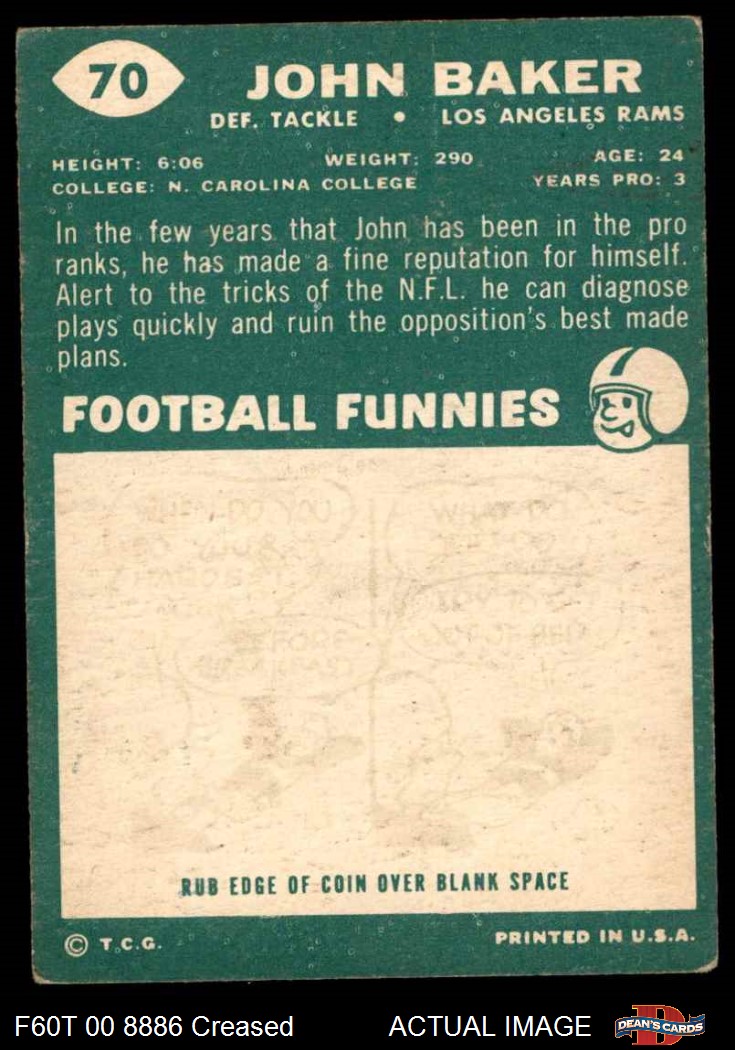 70
JOHN BAKER
DEF. TACKLE • LOS ANGELES RAMS
HEIGHT: 6:06 WEIGHT: 290 AGE: 24
COLLEGE: N. CAROLINA COLLEGE YEARS PRO: 3
In the few years that John has been in the pro
ranks, he has made a fine reputation for himself.
Alert to the tricks of the N.F.L. he can diagnose
plays quickly and ruin the opposition's best made
plans.
FOOTBALL FUNNIES
RUB EDGE OF COIN OVER BLANK SPACE
© T.C.G. PRINTED IN U.S.A.
F60T 00 8886 Creased ACTUAL IMAGE
DEAN'S CARDS